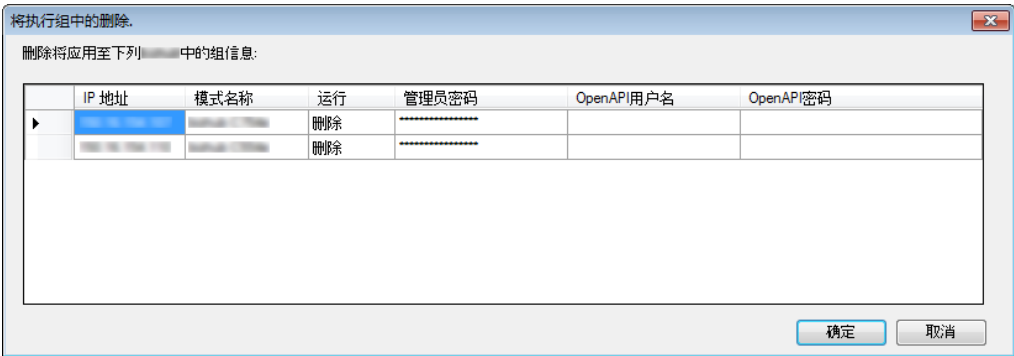 将执行组中的删除.
删除将应用至下列 中的组信息:
IP 地址 模式名称 运行 管理员密码 OpenAPI用户名 OpenAPI密码
删除 ****************
删除 ****************
确定 取消